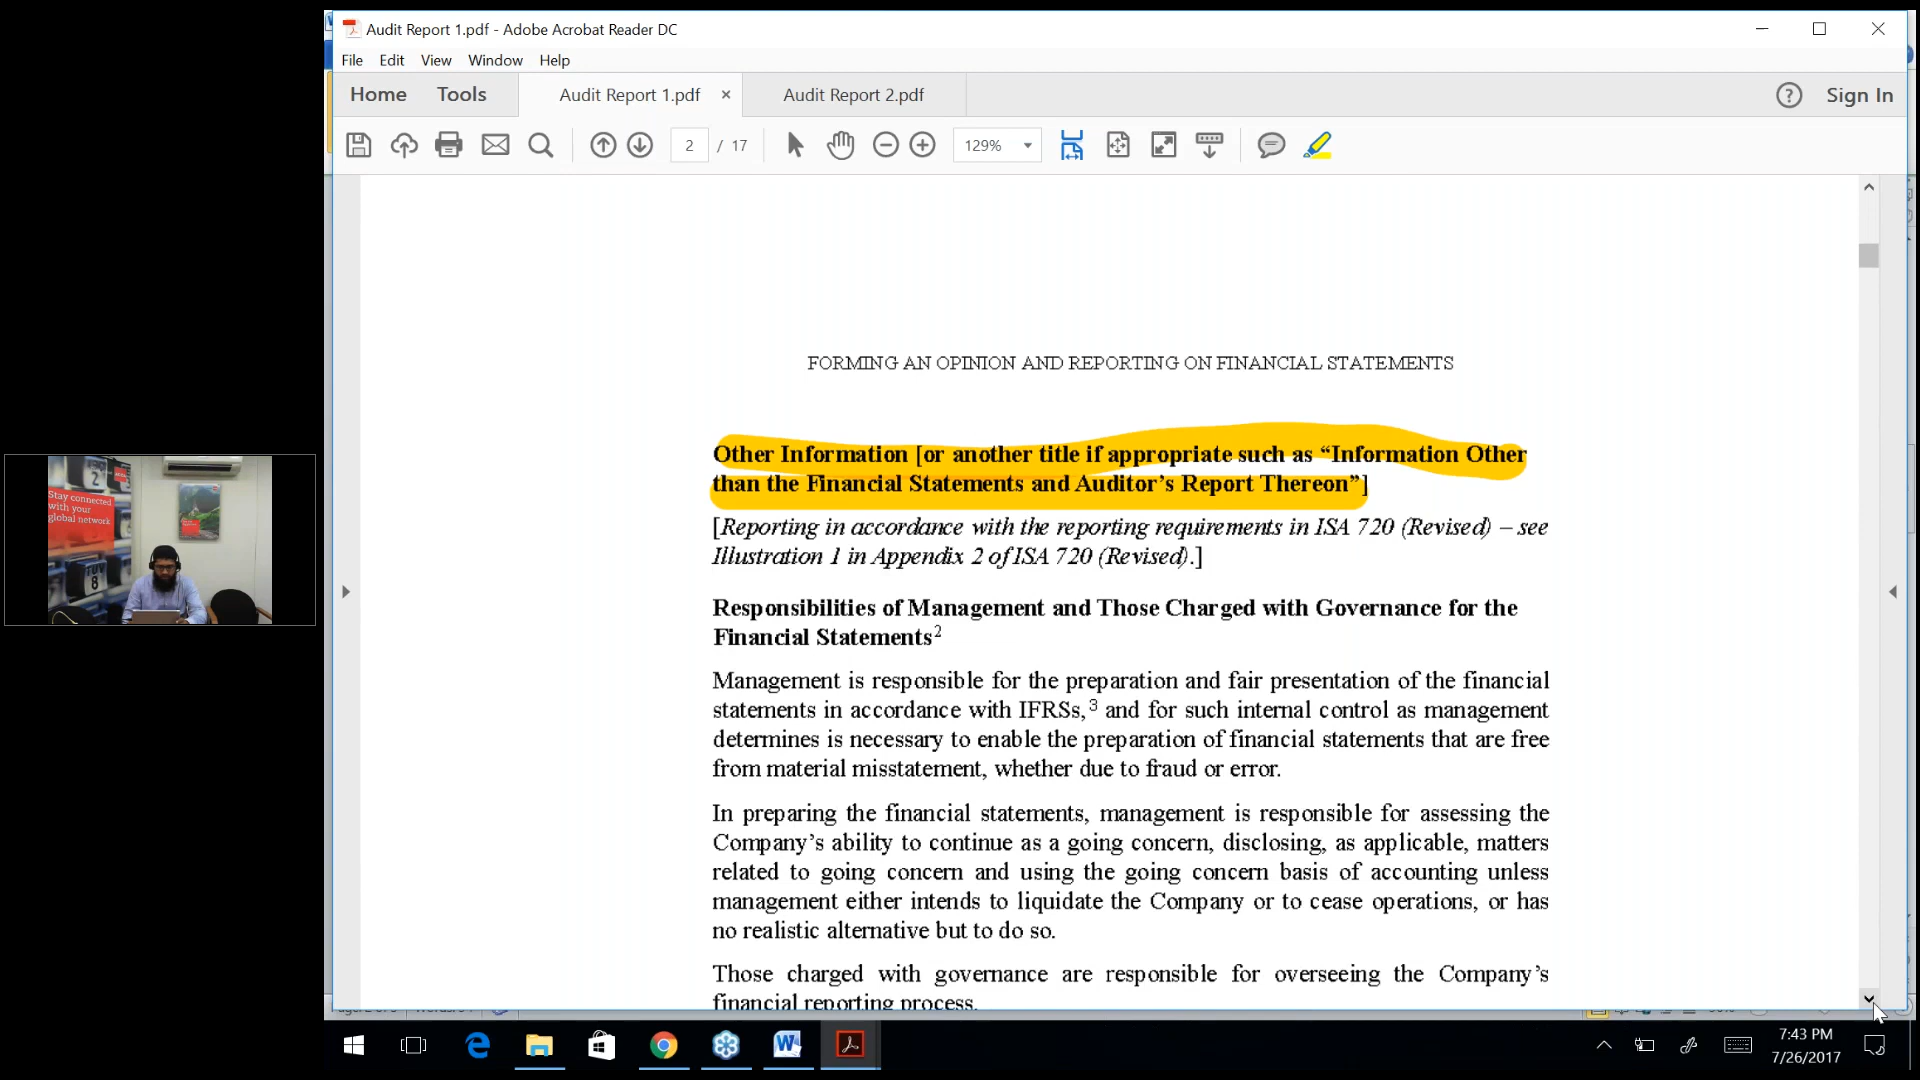 Audit Report 1.pdf - Adobe Acrobat Reader DC
File Edit View Window Help
Home Tools Audit Report 1.pdf × Audit Report 2.pdf ? Sign In
2 / 17 129%
FORMING AN OPINION AND REPORTING ON FINANCIAL STATEMENTS
Other Information [or another title if appropriate such as “Information Other
than the Financial Statements and Auditor’s Report Thereon”]
[Reporting in accordance with the reporting requirements in ISA 720 (Revised) – see
Illustration 1 in Appendix 2 of ISA 720 (Revised).]
Responsibilities of Management and Those Charged with Governance for the
Financial Statements2
Management is responsible for the preparation and fair presentation of the financial
statements in accordance with IFRSs,3 and for such internal control as management
determines is necessary to enable the preparation of financial statements that are free
from material misstatement, whether due to fraud or error.
In preparing the financial statements, management is responsible for assessing the
Company’s ability to continue as a going concern, disclosing, as applicable, matters
related to going concern and using the going concern basis of accounting unless
management either intends to liquidate the Company or to cease operations, or has
no realistic alternative but to do so.
Those charged with governance are responsible for overseeing the Company’s
financial reporting process.
Stay connected
with your
global network
2
TUV
8
7:43 PM
7/26/2017